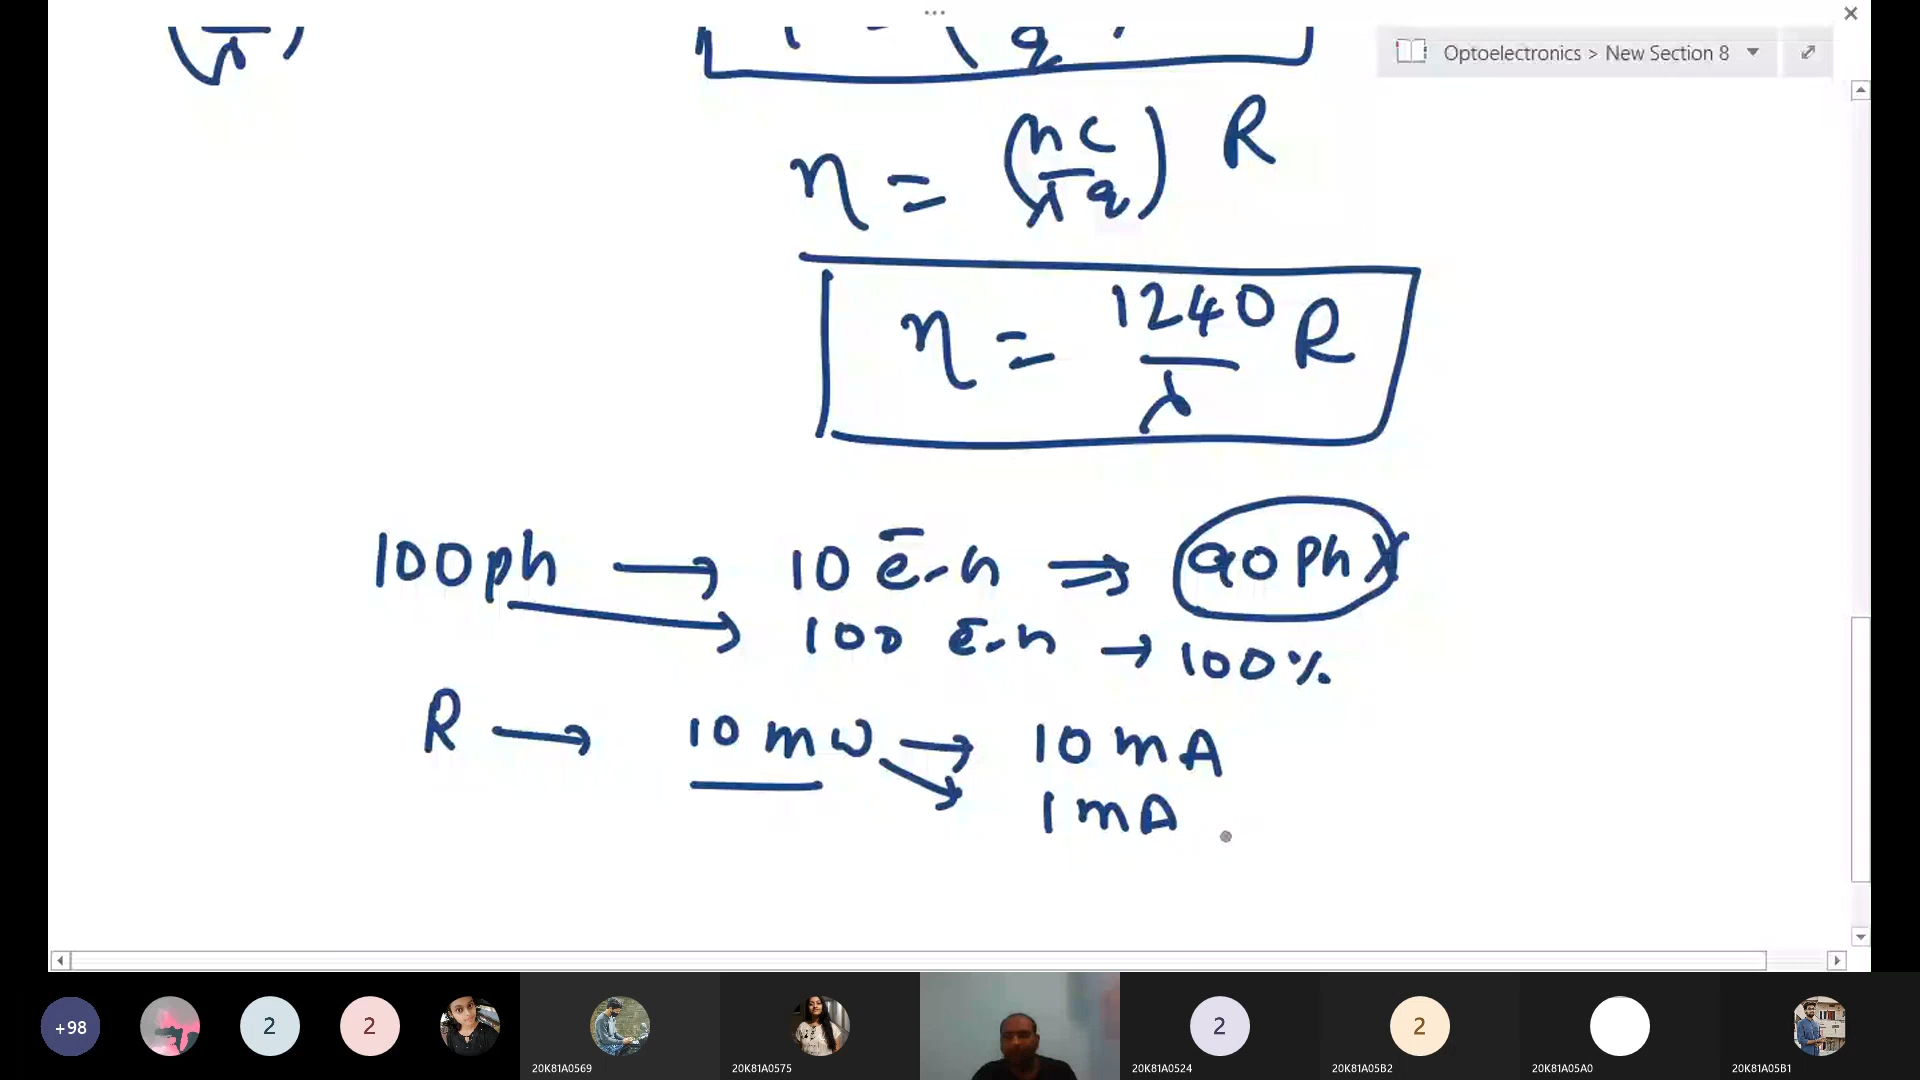 Optoelectronics > New Section 8
η = (hc/λq) R
η = 1240/λ R
100ph → 10 ē-h ⇒ 90 Ph X
→ 100 ē-h → 100%
R → 10 mW → 10 mA
→ 1 mA
+98
2
2
2
2
20K81A0569
20K81A0575
20K81A0524
20K81A05B2
20K81A05A0
20K81A05B1